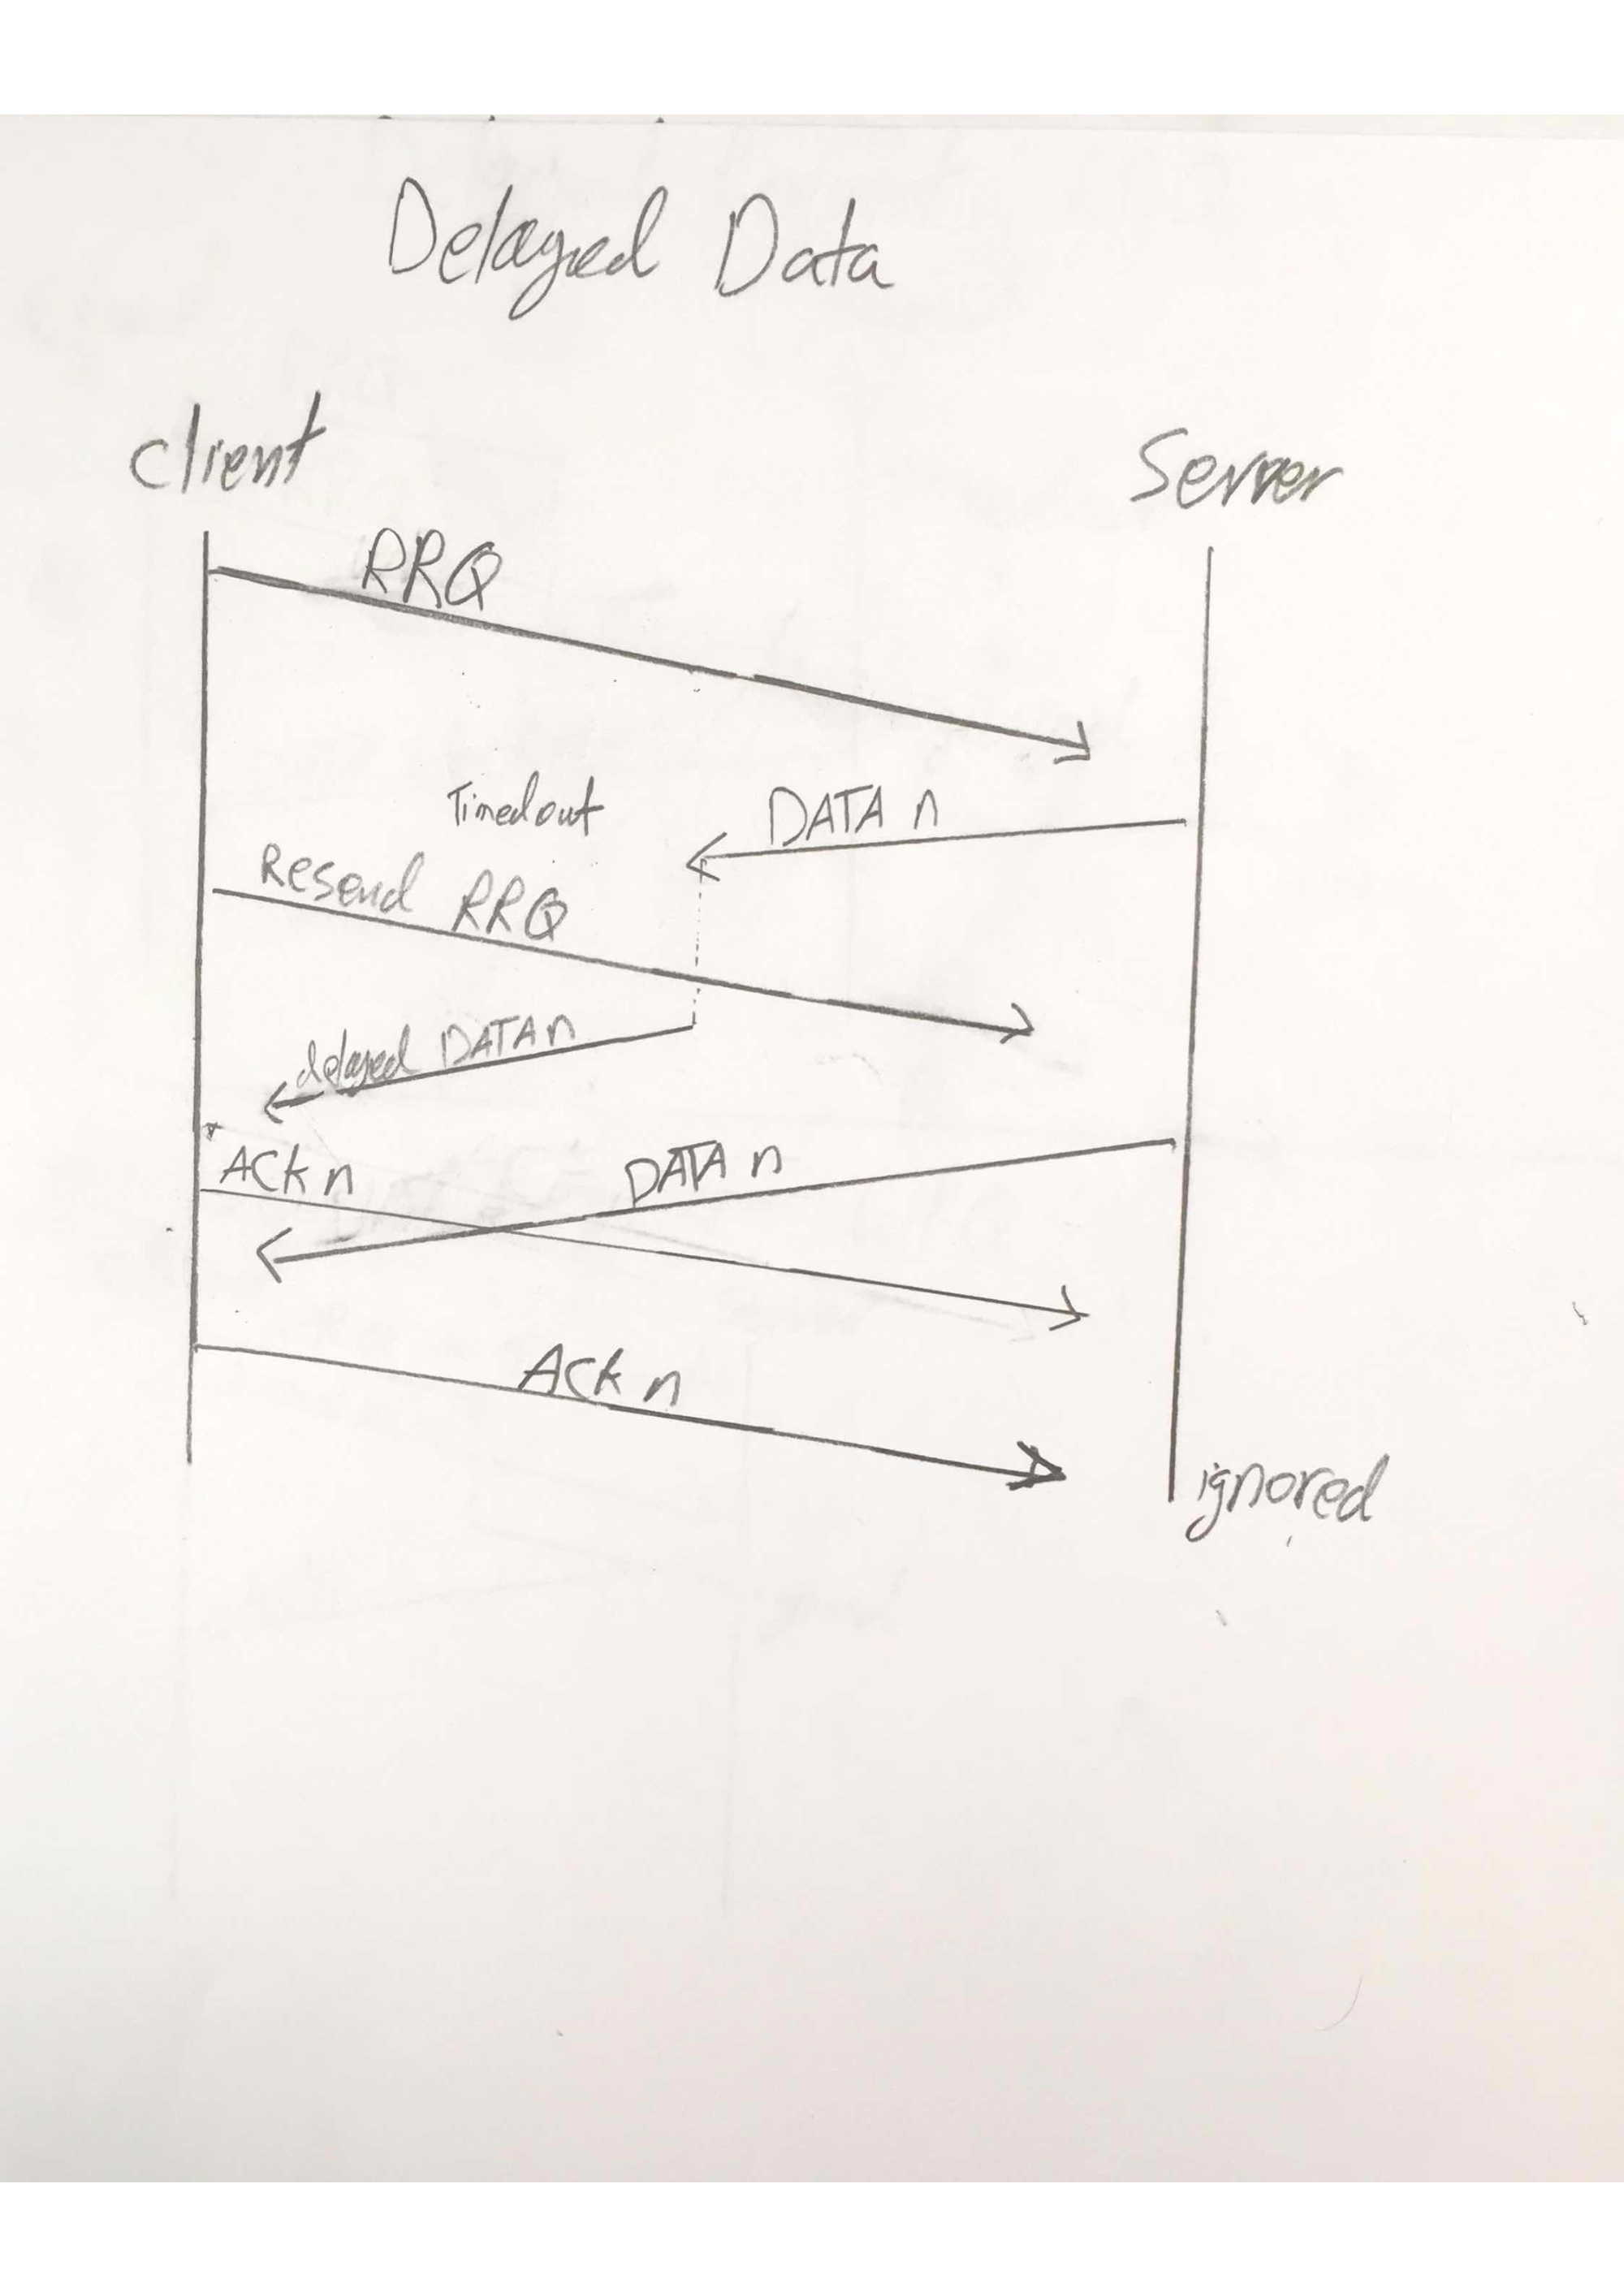 Delayed Data
client
Server
RRQ
Timedout
DATA n
Resend RRQ
delayed DATA n
ACK n
DATA n
ACK n
ignored